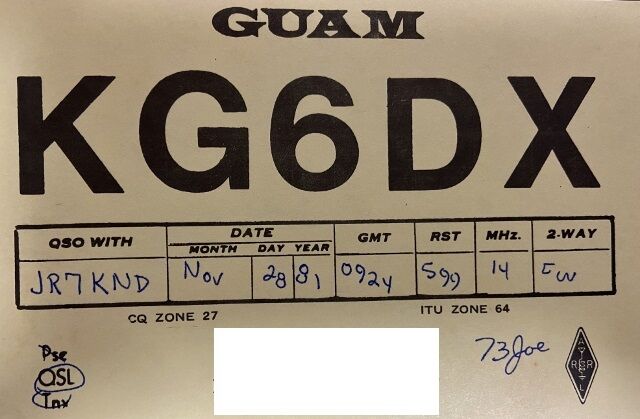 GUAM
KG6DX
QSO WITH DATE GMT RST MHz. 2-WAY
MONTH DAY YEAR
JR7KND Nov 28 81 0924 599 14 CW
CQ ZONE 27 ITU ZONE 64
Pse
QSL
Tnx
73 Joe
A
R R
L